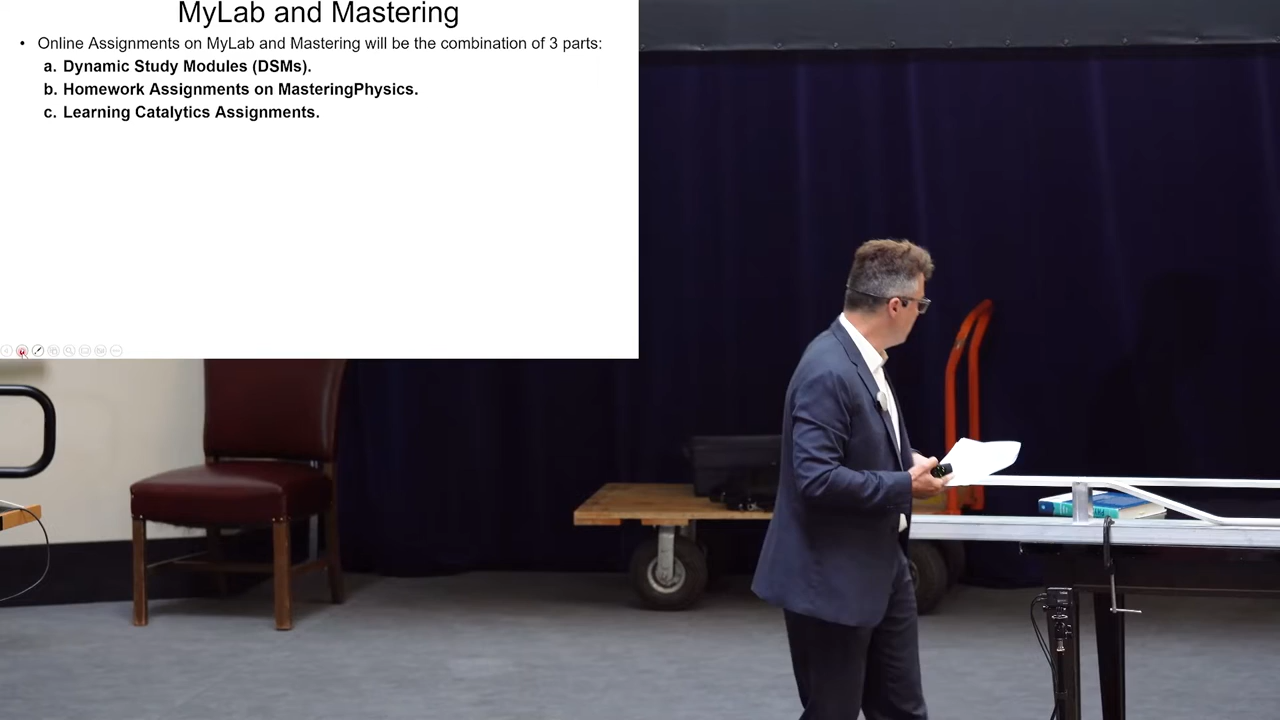 MyLab and Mastering
• Online Assignments on MyLab and Mastering will be the combination of 3 parts:
a. Dynamic Study Modules (DSMs).
b. Homework Assignments on MasteringPhysics.
c. Learning Catalytics Assignments.